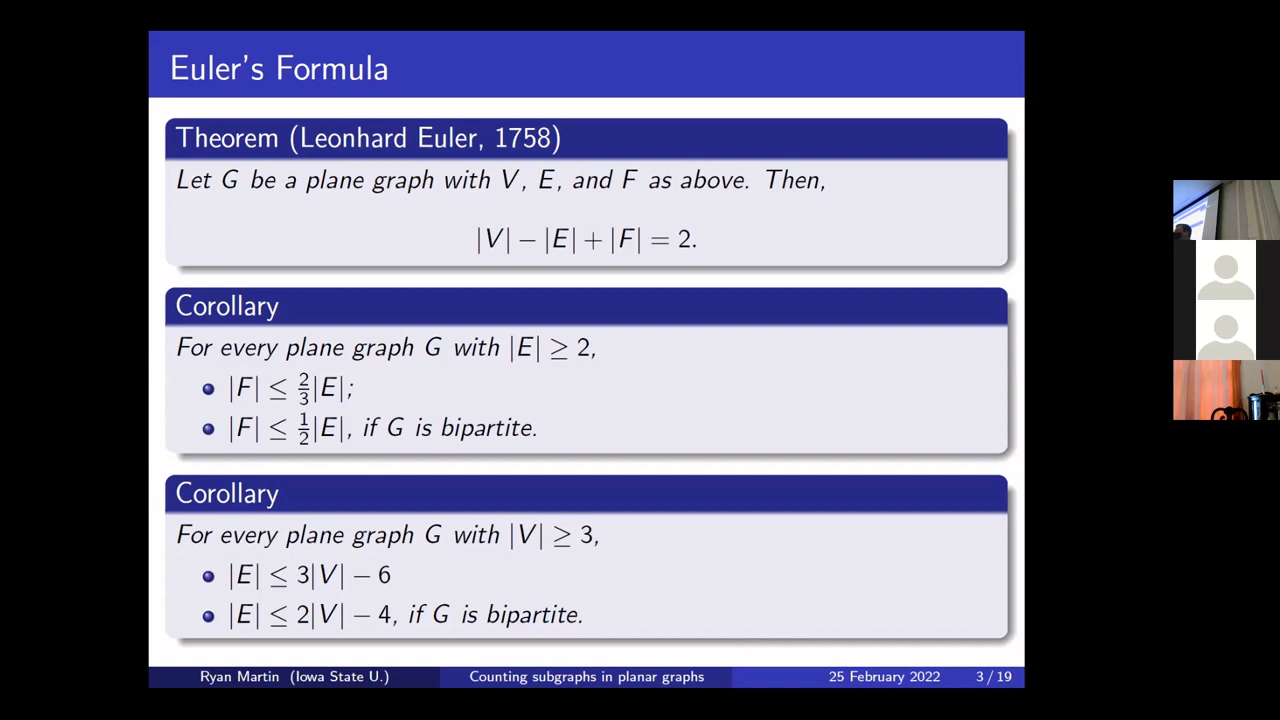 Euler's Formula
Theorem (Leonhard Euler, 1758)
Let G be a plane graph with V, E, and F as above. Then,
|V| − |E| + |F| = 2.
Corollary
For every plane graph G with |E| ≥ 2,
|F| ≤ 2/3|E|;
|F| ≤ 1/2|E|, if G is bipartite.
Corollary
For every plane graph G with |V| ≥ 3,
|E| ≤ 3|V| − 6
|E| ≤ 2|V| − 4, if G is bipartite.
Ryan Martin (Iowa State U.) Counting subgraphs in planar graphs 25 February 2022 3 / 19